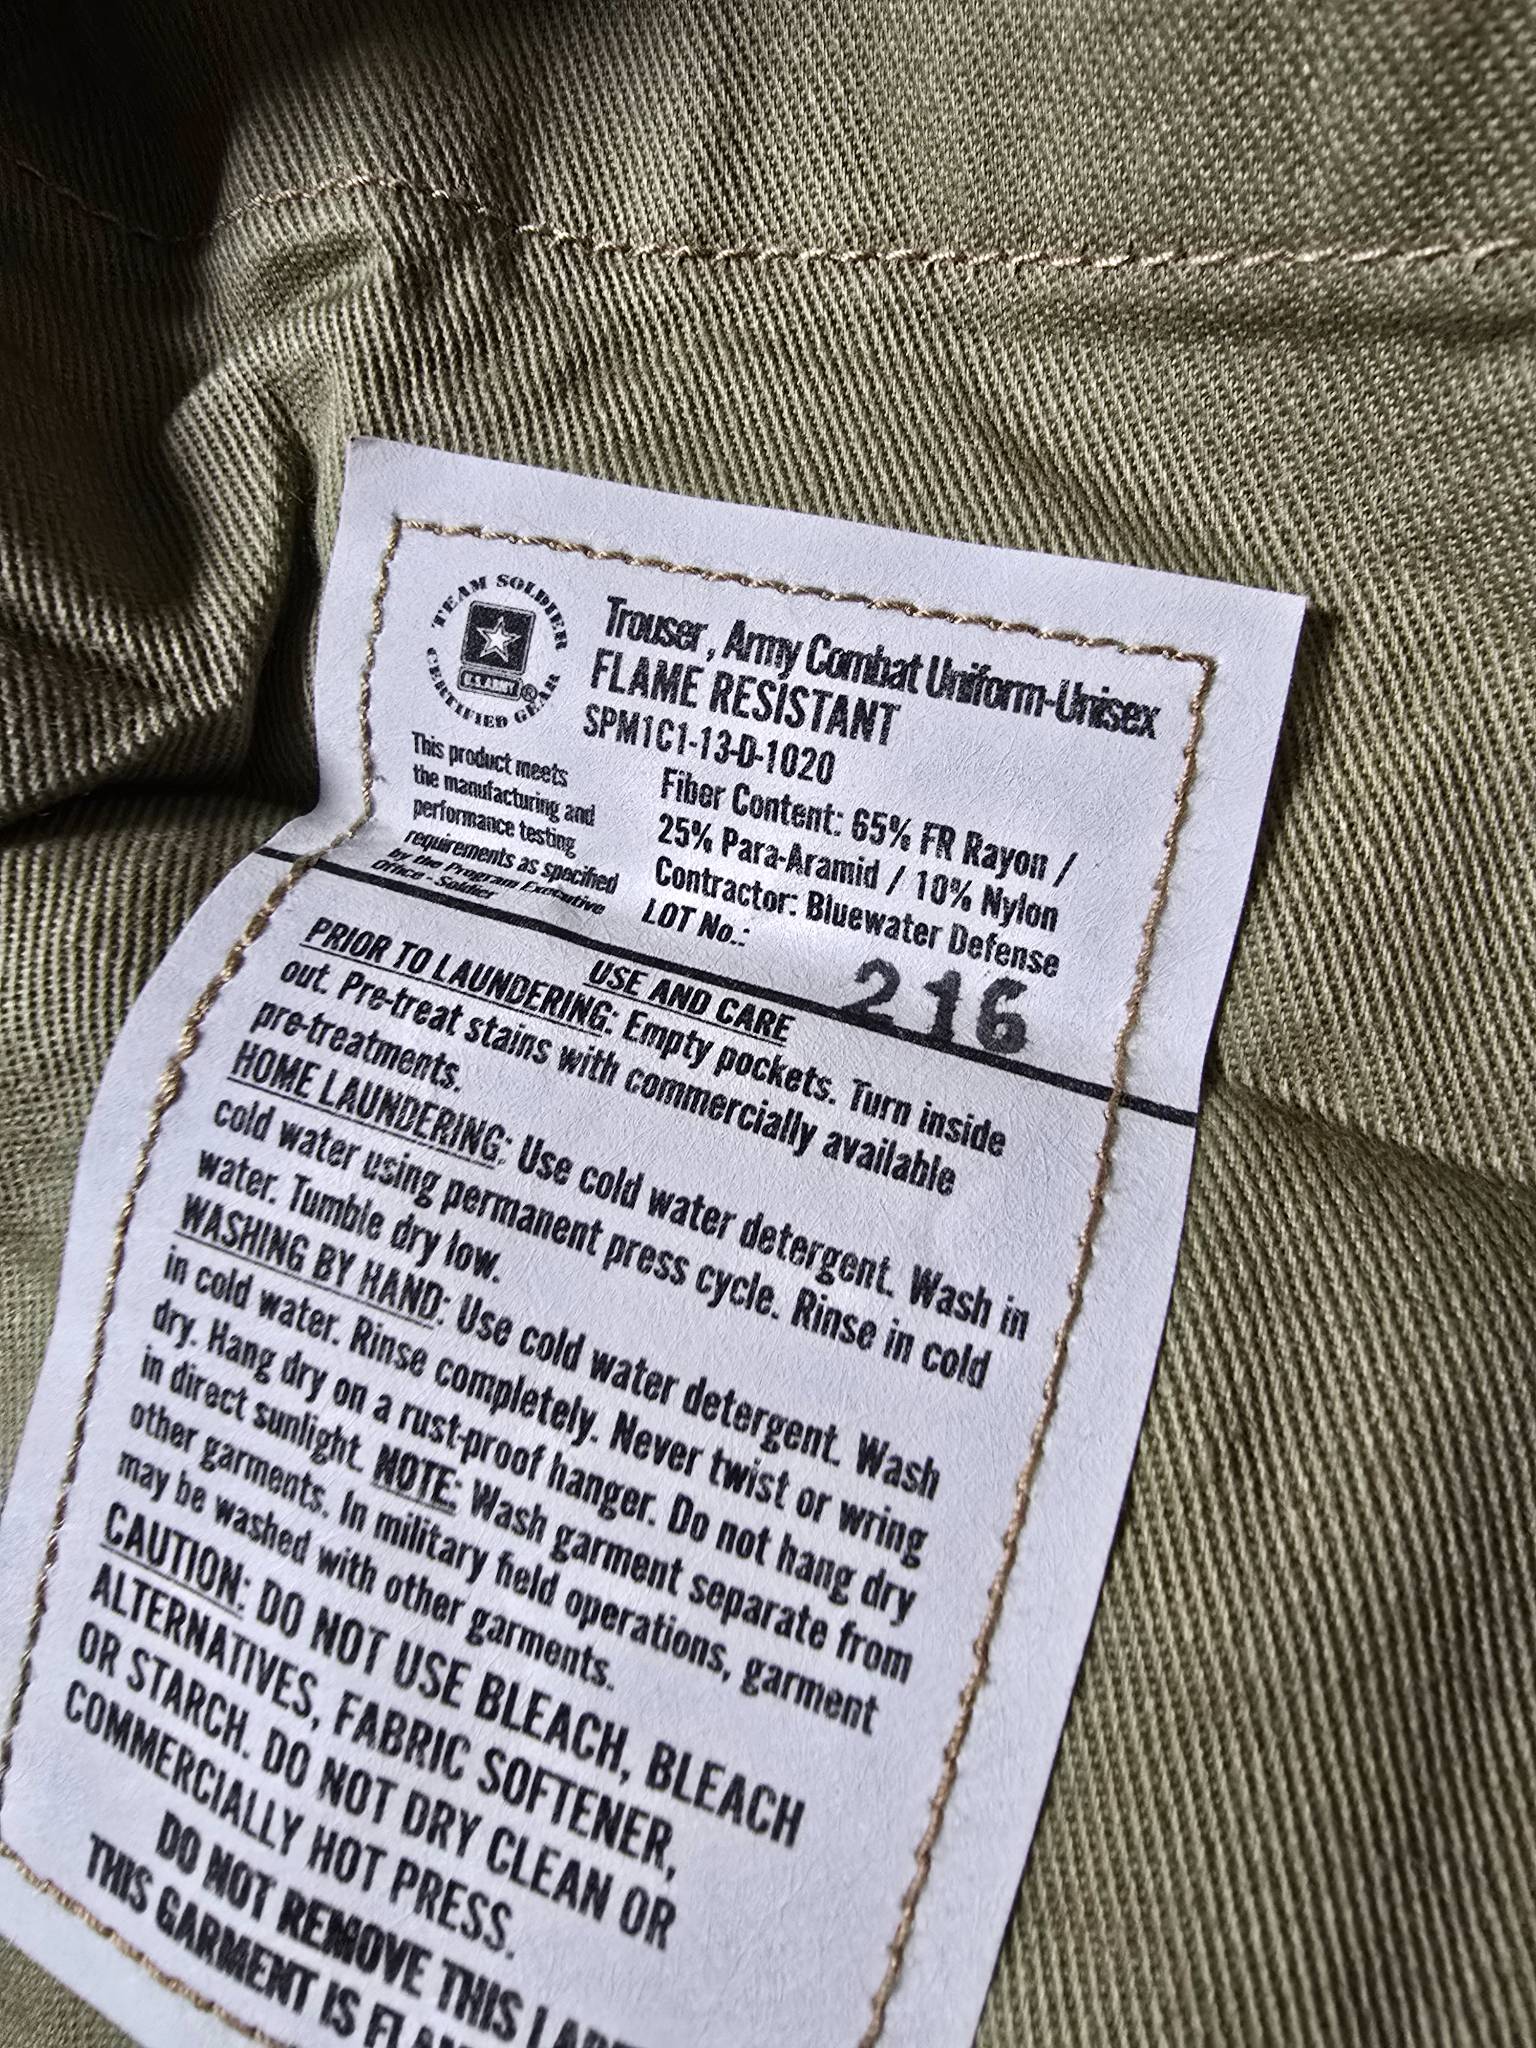 TEAM SOLDIER
CERTIFIED GEAR
U.S. ARMY ®
Trouser, Army Combat Uniform-Unisex
FLAME RESISTANT
SPM1C1-13-D-1020
This product meets
the manufacturing and
performance testing
requirements as specified
by the Program Executive
Office - Soldier
Fiber Content: 65% FR Rayon /
25% Para-Aramid / 10% Nylon
Contractor: Bluewater Defense
LOT No.:
216
USE AND CARE
PRIOR TO LAUNDERING: Empty pockets. Turn inside
out. Pre-treat stains with commercially available
pre-treatments.
HOME LAUNDERING: Use cold water detergent. Wash in
cold water using permanent press cycle. Rinse in cold
water. Tumble dry low.
WASHING BY HAND: Use cold water detergent. Wash
in cold water. Rinse completely. Never twist or wring
dry. Hang dry on a rust-proof hanger. Do not hang dry
in direct sunlight. NOTE: Wash garment separate from
other garments. In military field operations, garment
may be washed with other garments.
CAUTION: DO NOT USE BLEACH, BLEACH
ALTERNATIVES, FABRIC SOFTENER,
OR STARCH. DO NOT DRY CLEAN OR
COMMERCIALLY HOT PRESS.
DO NOT REMOVE THIS
THIS GARMENT IS